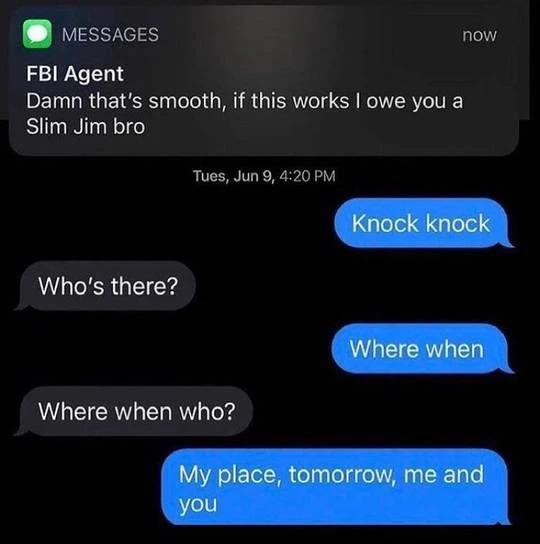 MESSAGES now
FBI Agent
Damn that's smooth, if this works I owe you a
Slim Jim bro
Tues, Jun 9, 4:20 PM
Knock knock
Who's there?
Where when
Where when who?
My place, tomorrow, me and
you